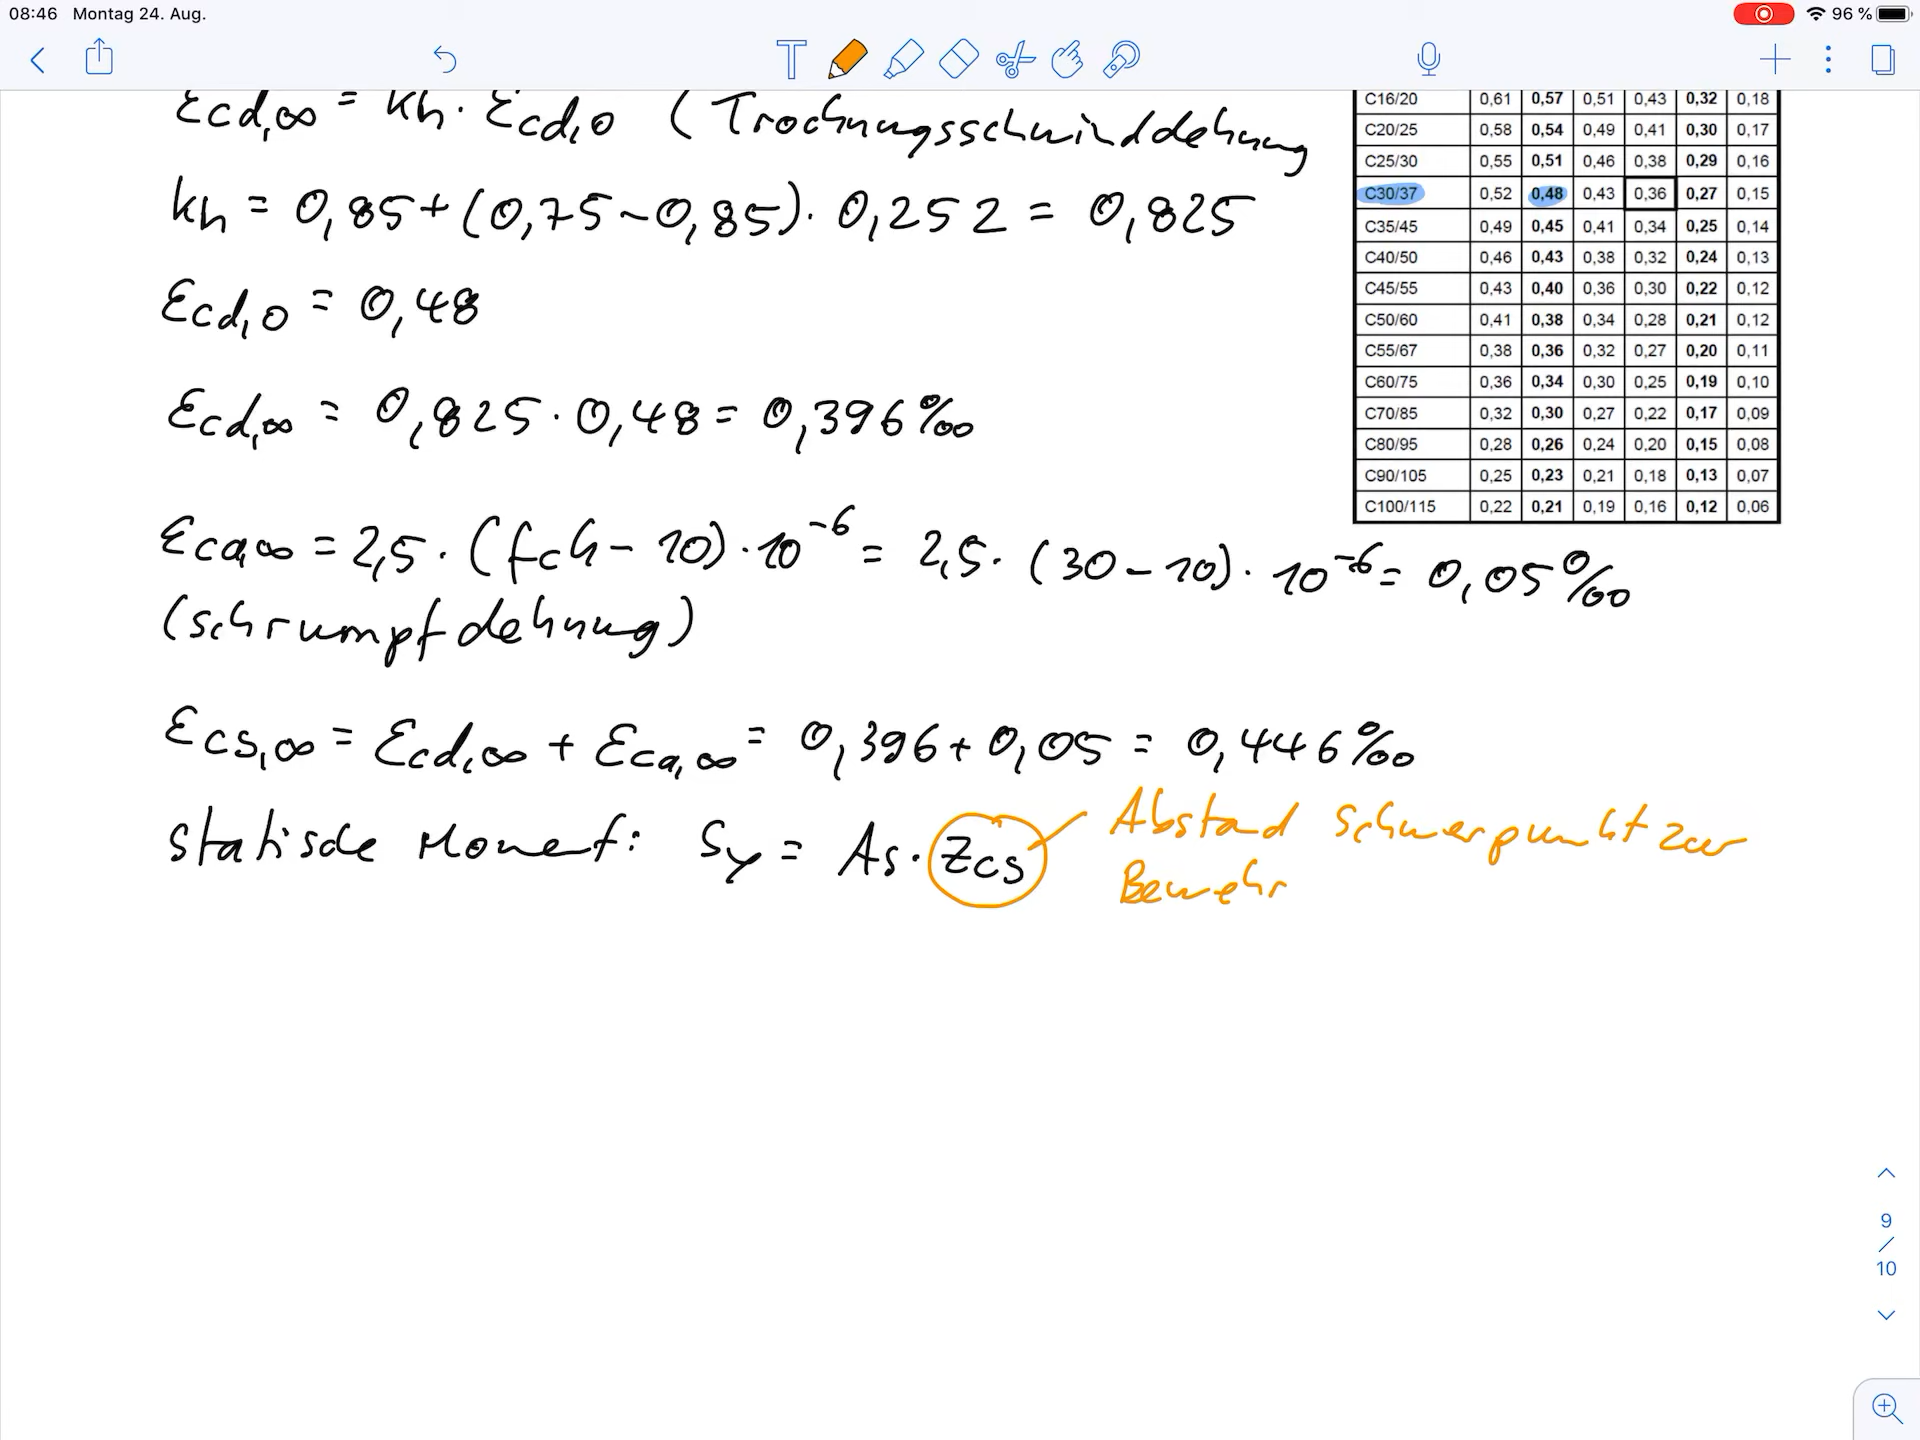 08:46 Montag 24. Aug.
96 %
εcd,∞ = kh · εcd,0 (Trocknungsschwinddehnung
kh = 0,85 + (0,75 - 0,85) · 0,252 = 0,825
εcd,0 = 0,48
εcd,∞ = 0,825 · 0,48 = 0,396 ‰
εca,∞ = 2,5 · (fck - 10) · 10⁻⁶ = 2,5 · (30 - 10) · 10⁻⁶ = 0,05 ‰
(schrumpfdehnung)
εcs,∞ = εcd,∞ + εca,∞ = 0,396 + 0,05 = 0,446 ‰
statische Moment: Sy = As · zcs
Abstand Schwerpunkt zur
Bewehr
C16/20 0,61 0,57 0,51 0,43 0,32 0,18
C20/25 0,58 0,54 0,49 0,41 0,30 0,17
C25/30 0,55 0,51 0,46 0,38 0,29 0,16
C30/37 0,52 0,48 0,43 0,36 0,27 0,15
C35/45 0,49 0,45 0,41 0,34 0,25 0,14
C40/50 0,46 0,43 0,38 0,32 0,24 0,13
C45/55 0,43 0,40 0,36 0,30 0,22 0,12
C50/60 0,41 0,38 0,34 0,28 0,21 0,12
C55/67 0,38 0,36 0,32 0,27 0,20 0,11
C60/75 0,36 0,34 0,30 0,25 0,19 0,10
C70/85 0,32 0,30 0,27 0,22 0,17 0,09
C80/95 0,28 0,26 0,24 0,20 0,15 0,08
C90/105 0,25 0,23 0,21 0,18 0,13 0,07
C100/115 0,22 0,21 0,19 0,16 0,12 0,06
9
/
10